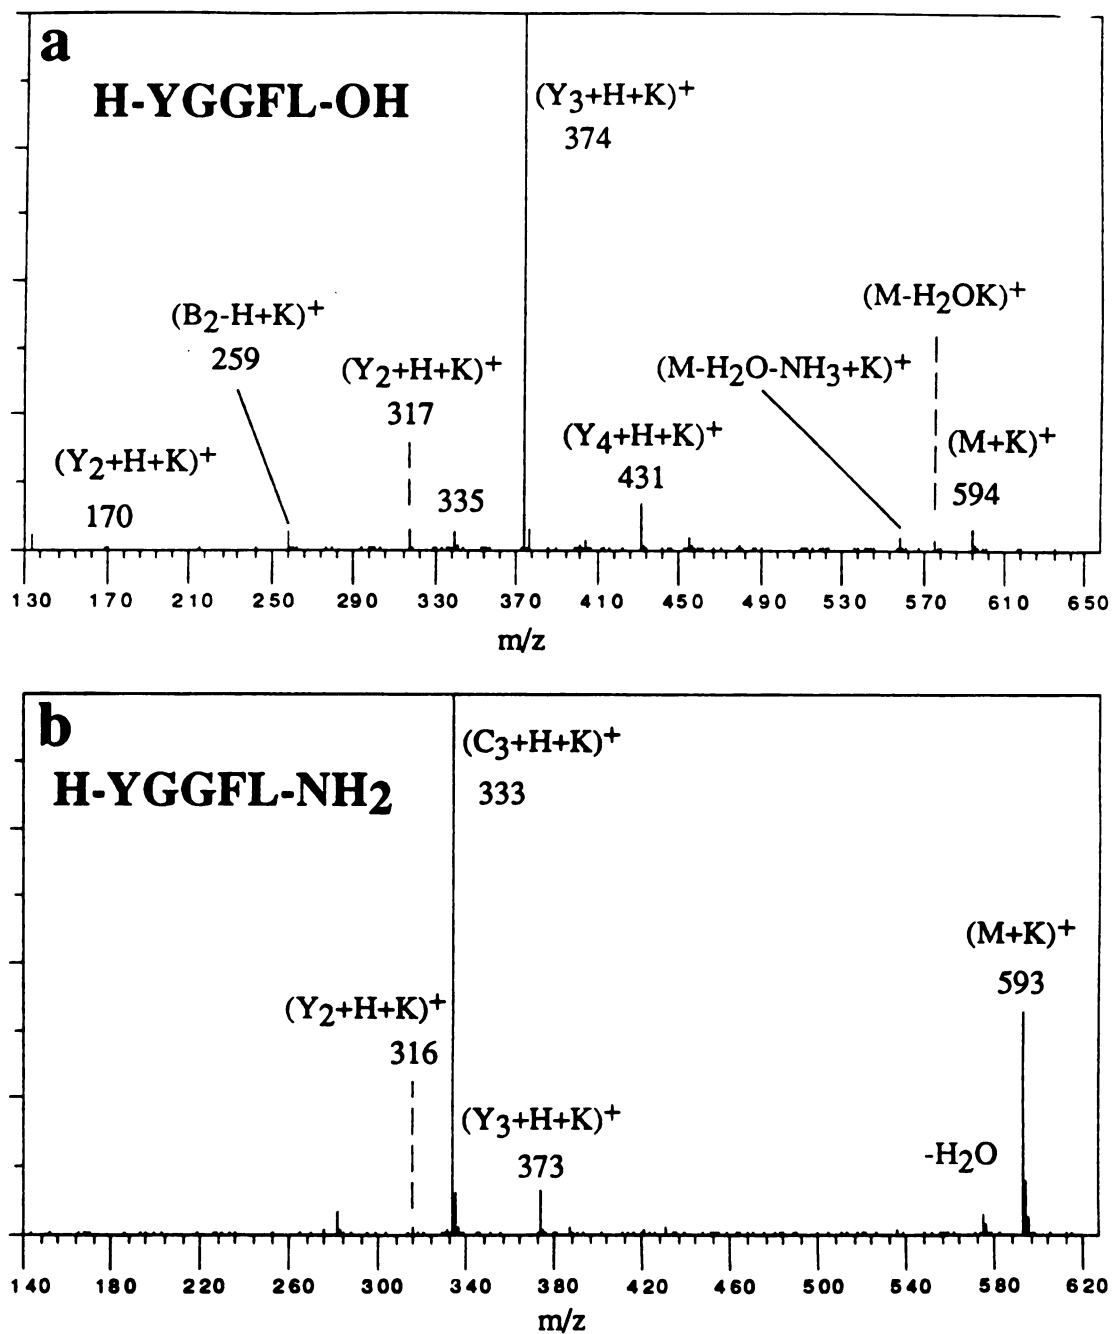 a
H-YGGFL-OH
(Y3+H+K)+
374
(M-H2OK)+
(B2-H+K)+
259
(Y2+H+K)+
317
(M-H2O-NH3+K)+
(Y4+H+K)+
431
(M+K)+
594
(Y2+H+K)+
170
335
130 170 210 250 290 330 370 410 450 490 530 570 610 650
m/z
b
H-YGGFL-NH2
(C3+H+K)+
333
(M+K)+
593
(Y2+H+K)+
316
(Y3+H+K)+
373
-H2O
140 180 220 260 300 340 380 420 460 500 540 580 620
m/z